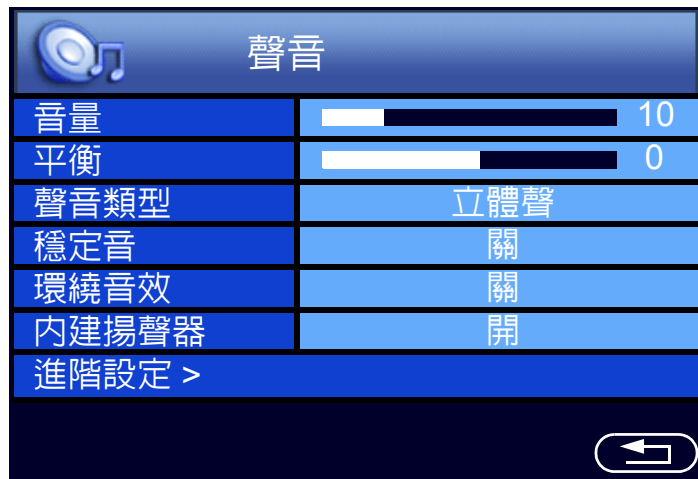 聲音
音量 10
平衡 0
聲音類型 立體聲
穩定音 關
環繞音效 關
內建揚聲器 開
進階設定 >